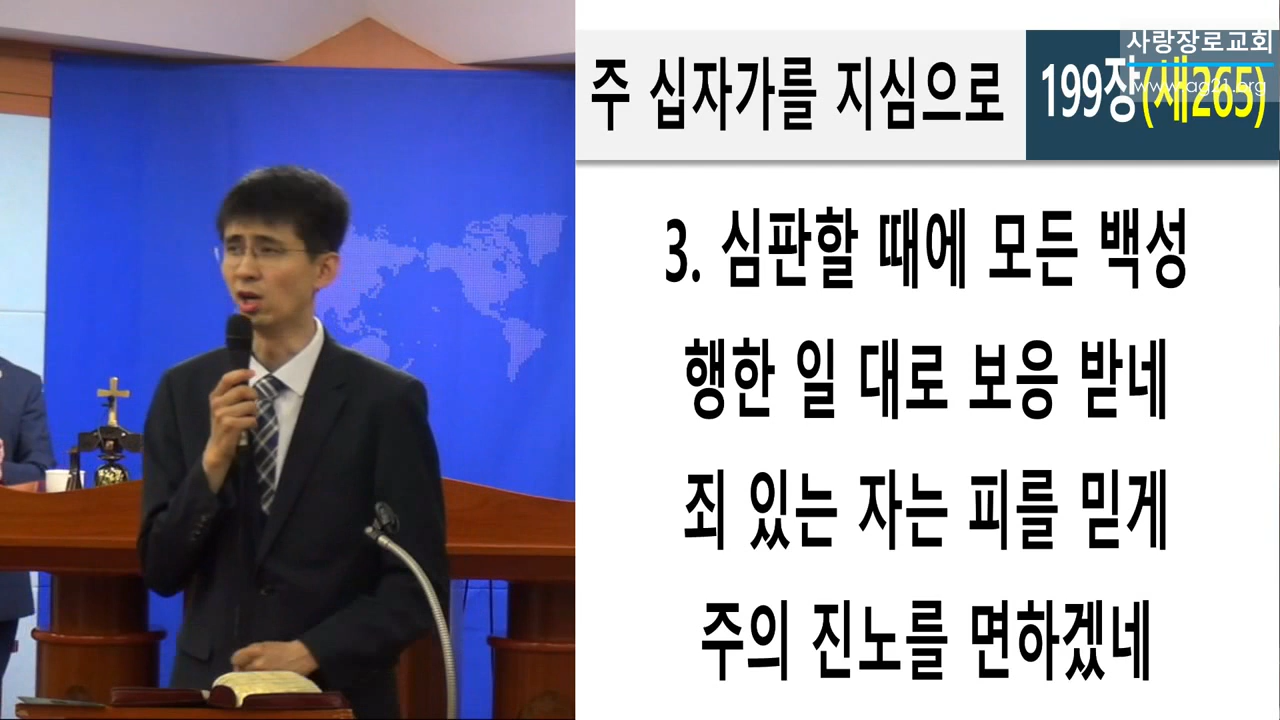 사랑장로교회
www.ag21.org
주 십자가를 지심으로
199장(새265)
3. 심판할 때에 모든 백성
행한 일 대로 보응 받네
죄 있는 자는 피를 믿게
주의 진노를 면하겠네